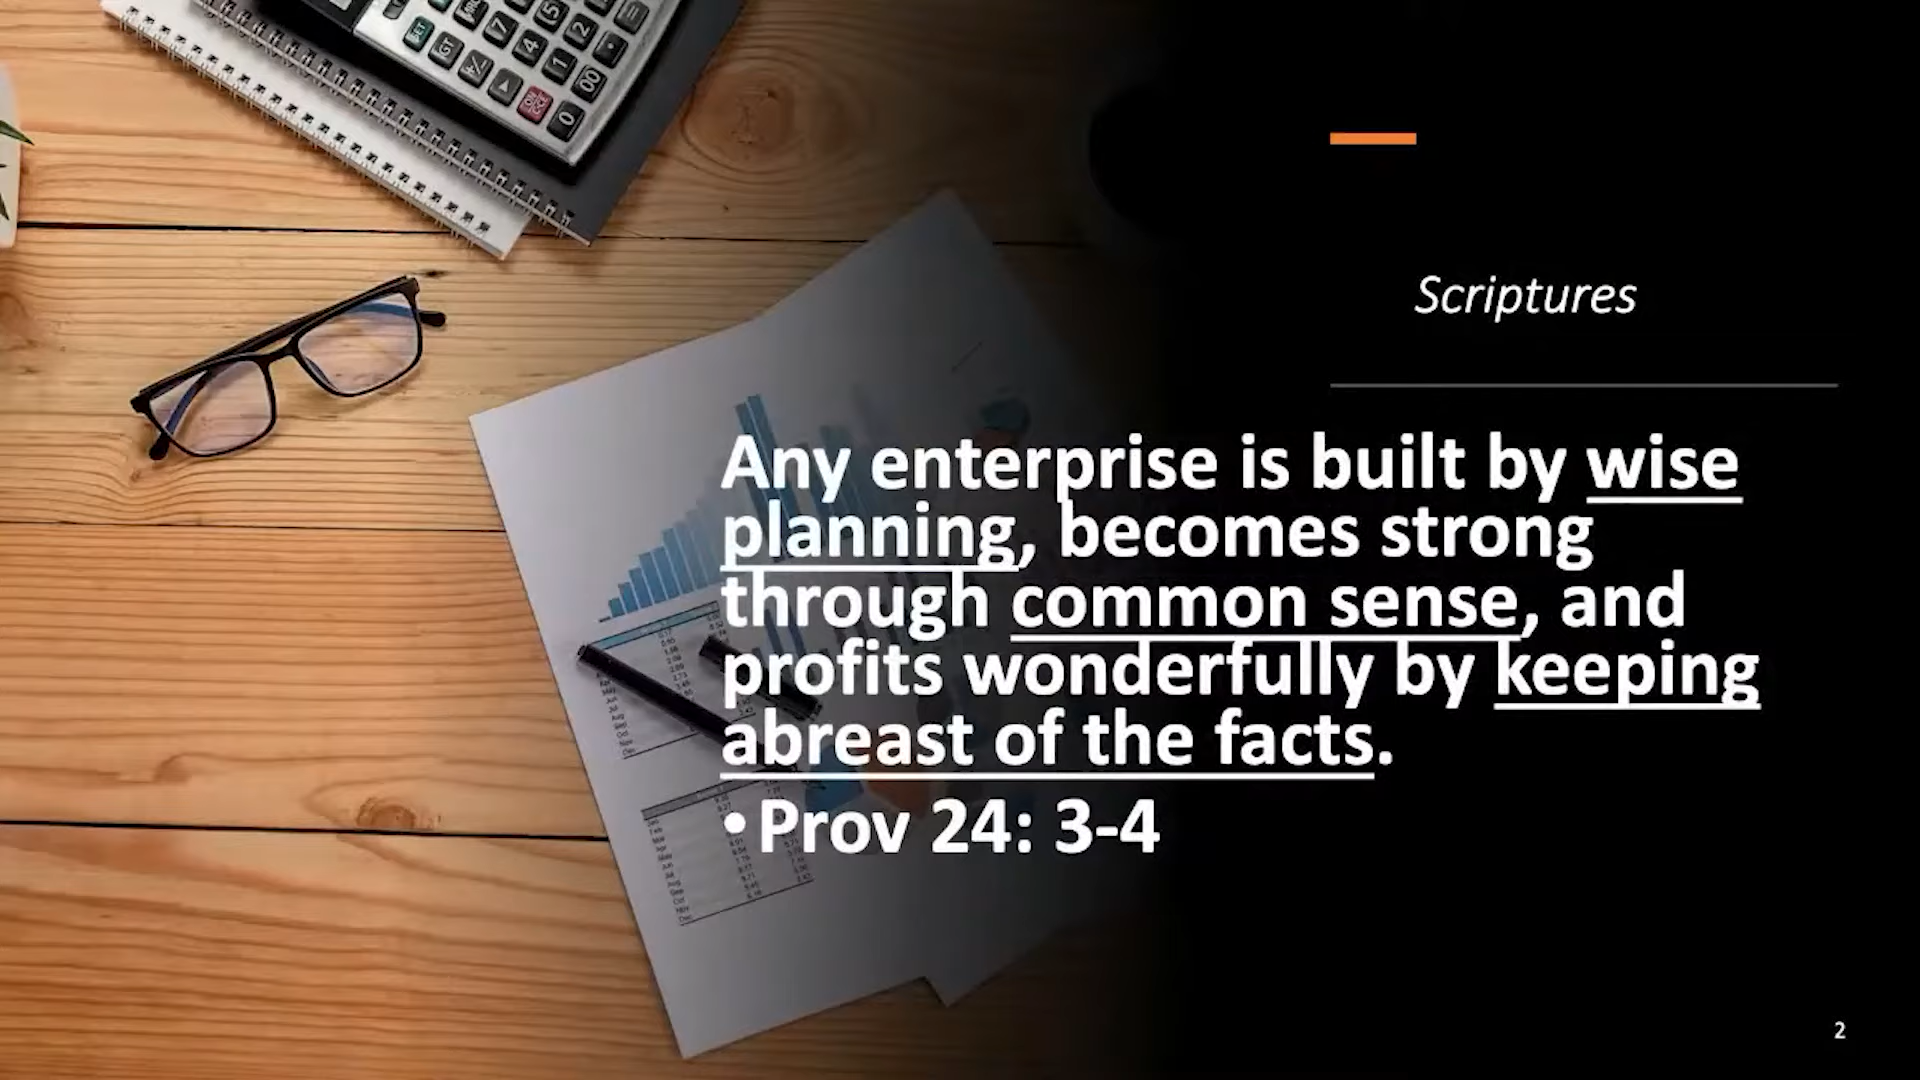 Scriptures
Any enterprise is built by wise
planning, becomes strong
through common sense, and
profits wonderfully by keeping
abreast of the facts.
• Prov 24: 3-4
2